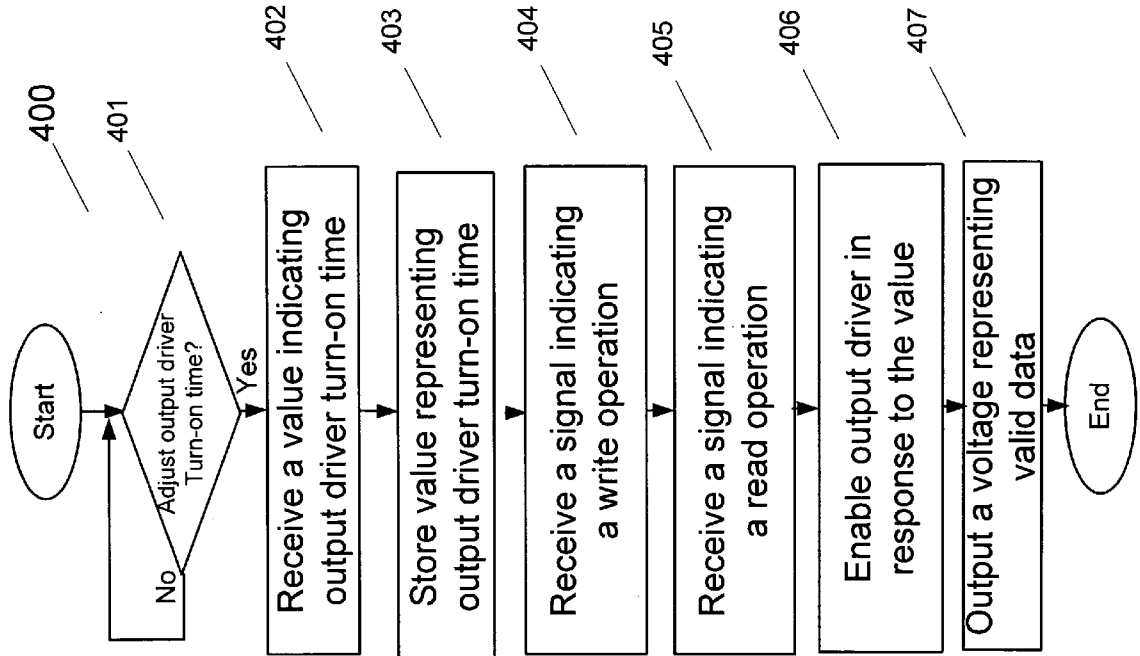 400
Start
401
Adjust output driver
Turn-on time?
No
Yes
402
Receive a value indicating
output driver turn-on time
403
Store value representing
output driver turn-on time
404
Receive a signal indicating
a write operation
405
Receive a signal indicating
a read operation
406
Enable output driver in
response to the value
407
Output a voltage representing
valid data
End